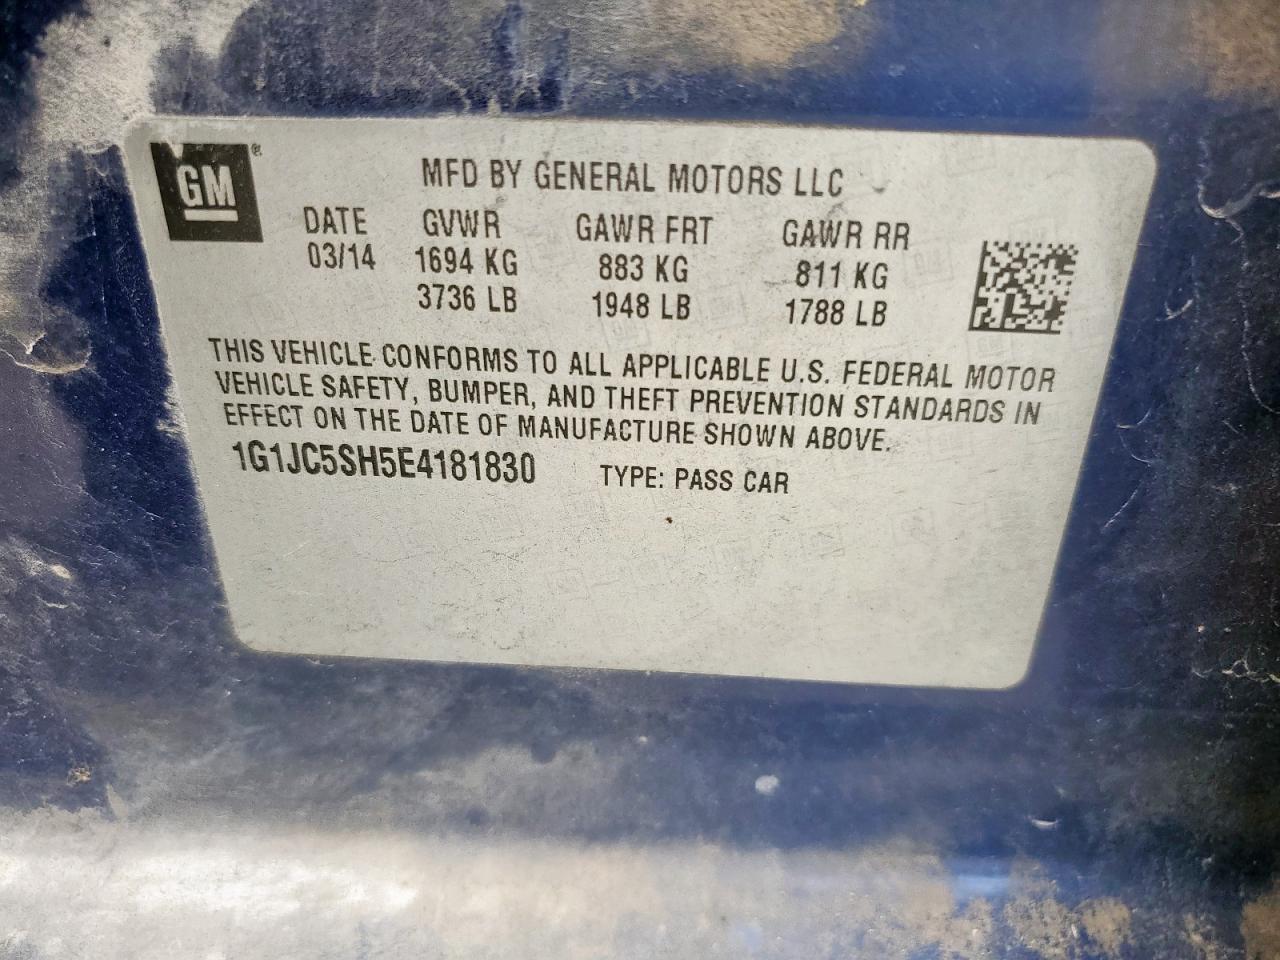 GM®
MFD BY GENERAL MOTORS LLC
DATE GVWR GAWR FRT GAWR RR
03/14 1694 KG 883 KG 811 KG
3736 LB 1948 LB 1788 LB
THIS VEHICLE CONFORMS TO ALL APPLICABLE U.S. FEDERAL MOTOR
VEHICLE SAFETY, BUMPER, AND THEFT PREVENTION STANDARDS IN
EFFECT ON THE DATE OF MANUFACTURE SHOWN ABOVE.
1G1JC5SH5E4181830 TYPE: PASS CAR